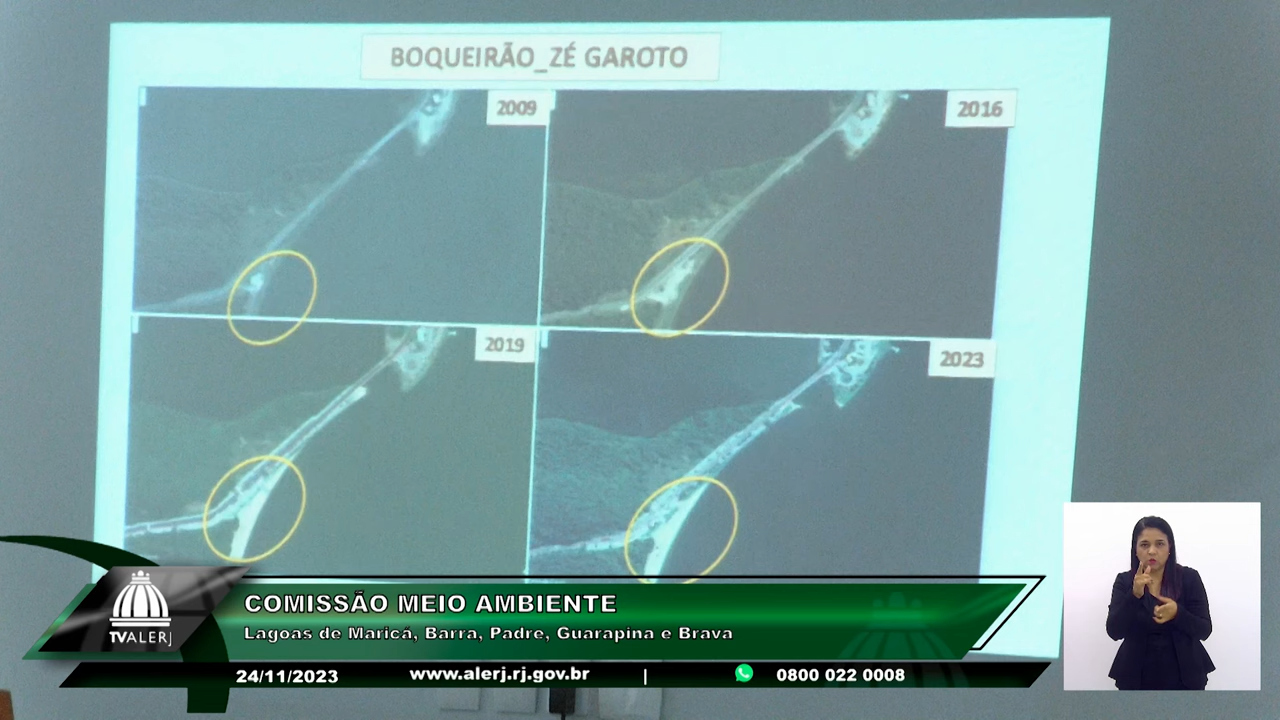 BOQUEIRÃO_ZÉ GAROTO
2009
2016
2019
2023
COMISSÃO MEIO AMBIENTE
Lagoas de Maricá, Barra, Padre, Guarapina e Brava
TVALERJ
24/11/2023
www.alerj.rj.gov.br
|
0800 022 0008